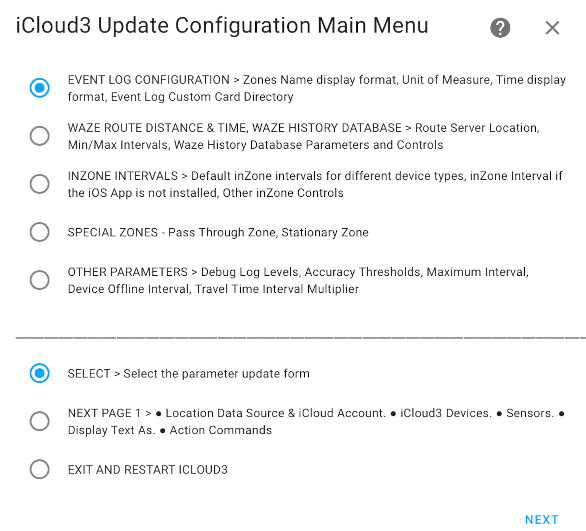 iCloud3 Update Configuration Main Menu
EVENT LOG CONFIGURATION > Zones Name display format, Unit of Measure, Time display
format, Event Log Custom Card Directory
WAZE ROUTE DISTANCE & TIME, WAZE HISTORY DATABASE > Route Server Location,
Min/Max Intervals, Waze History Database Parameters and Controls
INZONE INTERVALS > Default inZone intervals for different device types, inZone Interval if
the iOS App is not installed, Other inZone Controls
SPECIAL ZONES - Pass Through Zone, Stationary Zone
OTHER PARAMETERS > Debug Log Levels, Accuracy Thresholds, Maximum Interval,
Device Offline Interval, Travel Time Interval Multiplier
SELECT > Select the parameter update form
NEXT PAGE 1 > ● Location Data Source & iCloud Account. ● iCloud3 Devices. ● Sensors. ●
Display Text As. ● Action Commands
EXIT AND RESTART ICLOUD3
NEXT